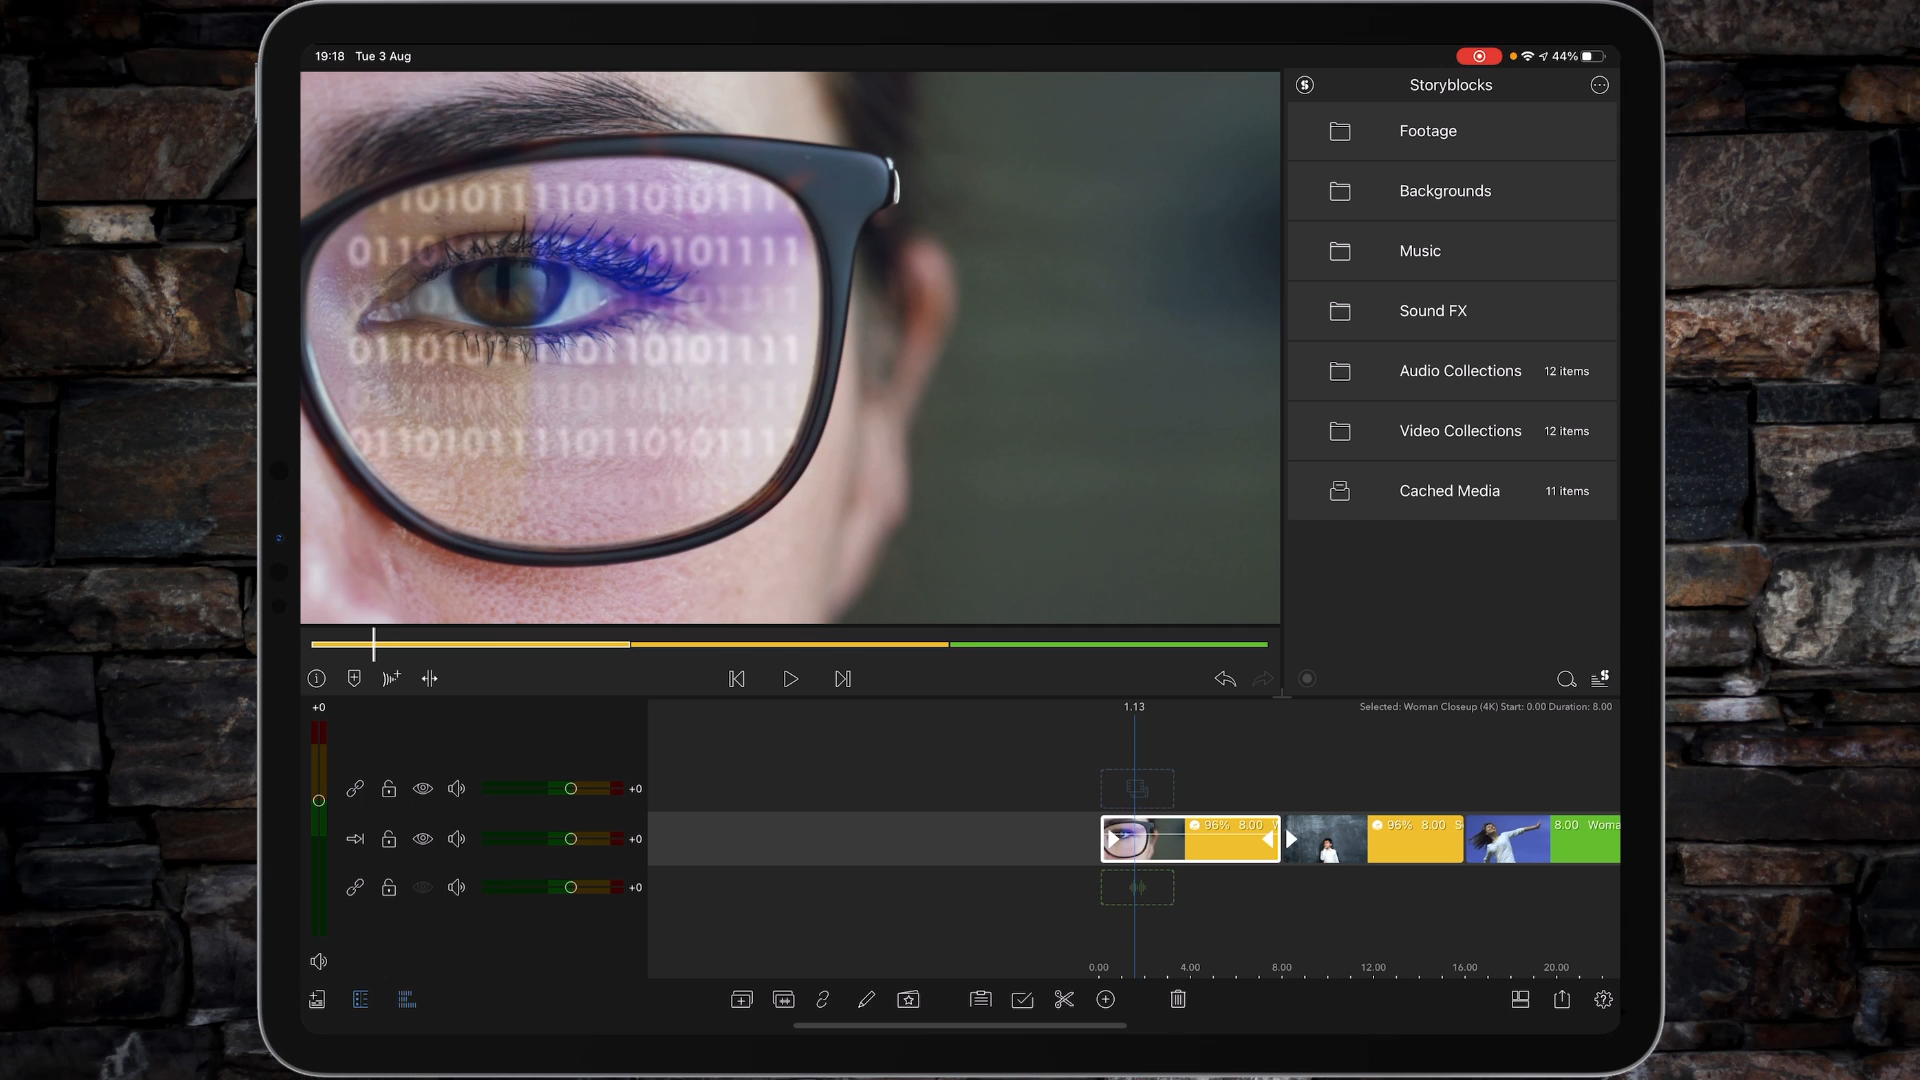 19:18 Tue 3 Aug
44%
Storyblocks
Footage
Backgrounds
Music
Sound FX
Audio Collections 12 items
Video Collections 12 items
Cached Media 11 items
+0
1.13
Selected: Woman Closeup (4K) Start: 0.00 Duration: 8.00
+0
96% 8.00
96% 8.00 S
8.00 Woma
+0
+0
0.00 4.00 8.00 12.00 16.00 20.00